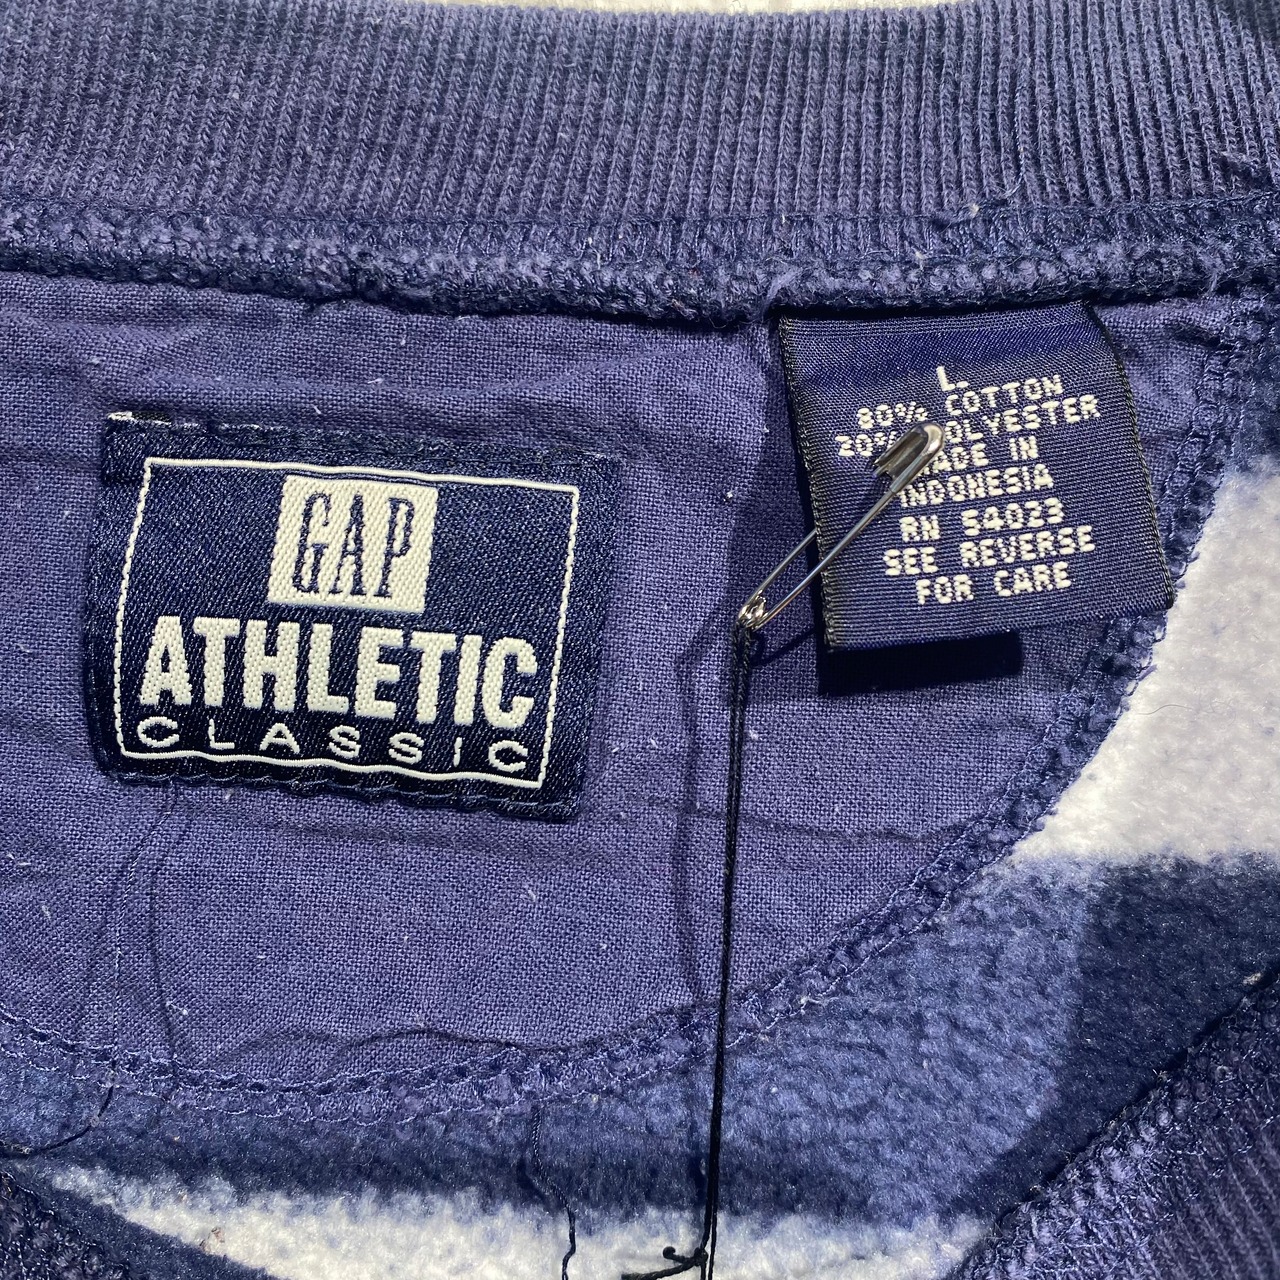 GAP
ATHLETIC
CLASSIC
L.
80% COTTON
20% POLYESTER
MADE IN
INDONESIA
RN 54023
SEE REVERSE
FOR CARE